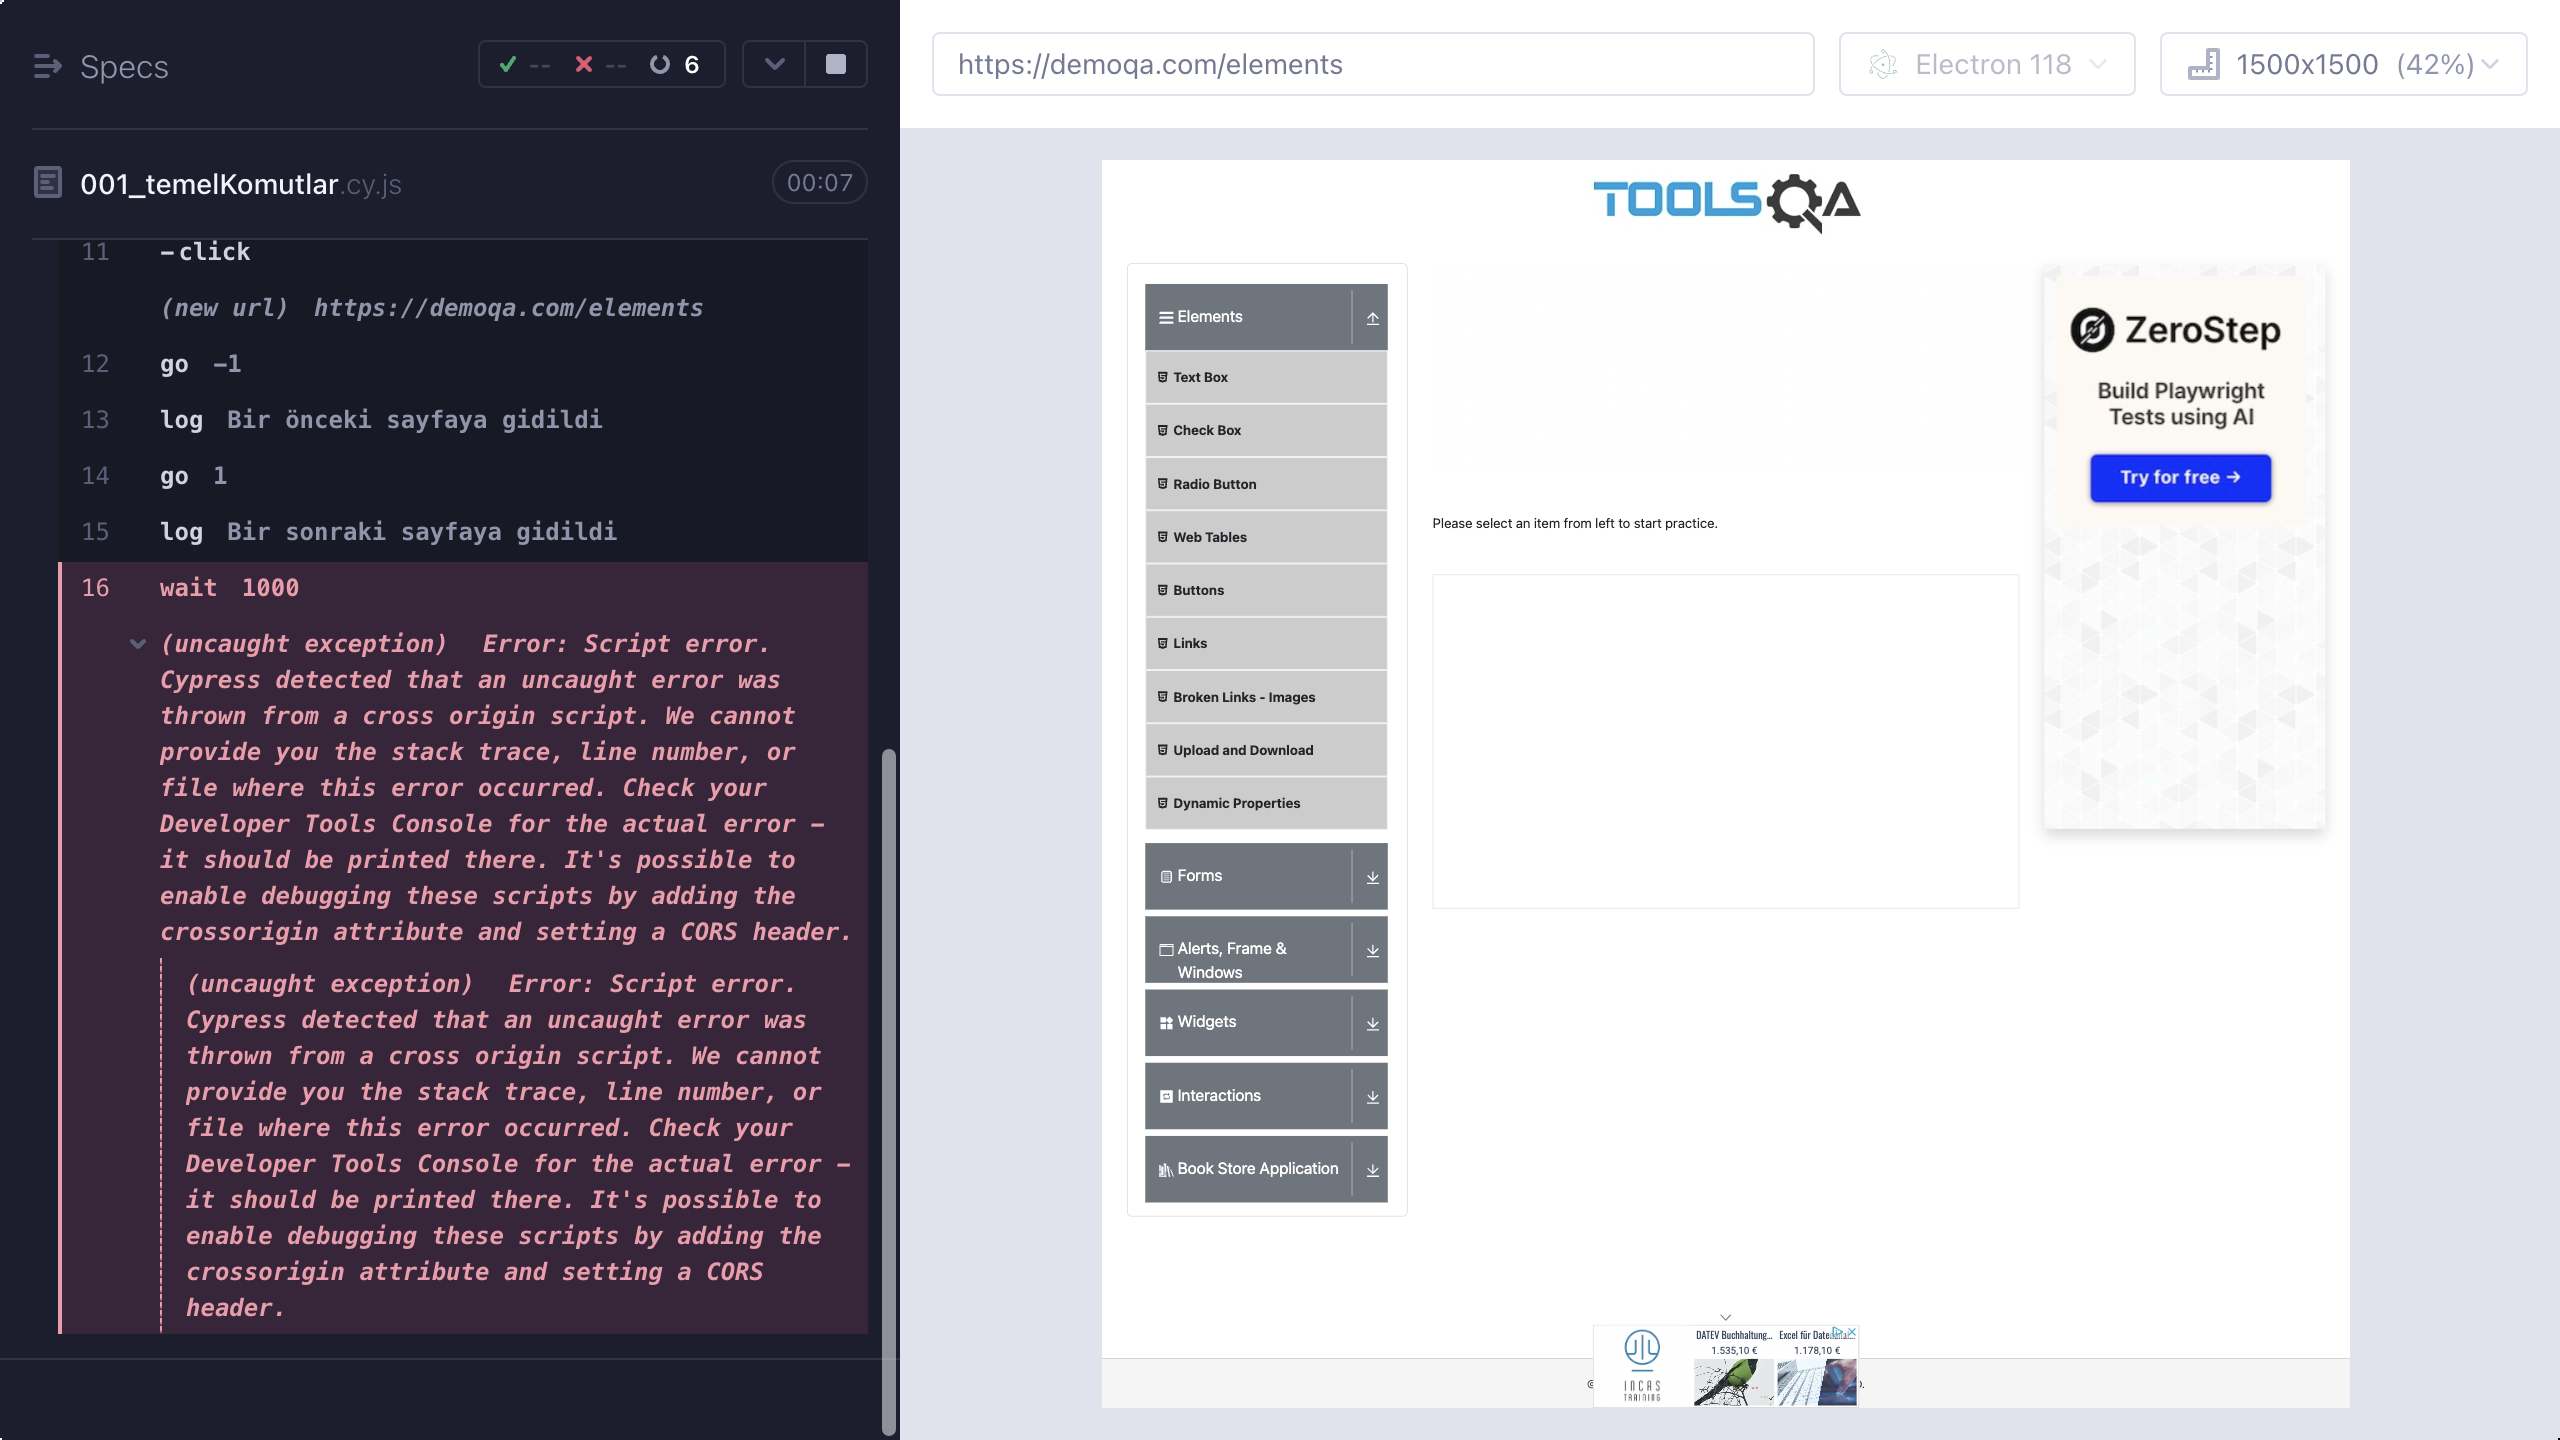 Specs
-- -- 6
https://demoqa.com/elements
Electron 118
1500x1500 (42%)
001_temelKomutlar.cy.js
00:07
11 -click
(new url) https://demoqa.com/elements
12 go -1
13 log Bir önceki sayfaya gidildi
14 go 1
15 log Bir sonraki sayfaya gidildi
16 wait 1000
(uncaught exception) Error: Script error.
Cypress detected that an uncaught error was
thrown from a cross origin script. We cannot
provide you the stack trace, line number, or
file where this error occurred. Check your
Developer Tools Console for the actual error -
it should be printed there. It's possible to
enable debugging these scripts by adding the
crossorigin attribute and setting a CORS header.
(uncaught exception) Error: Script error.
Cypress detected that an uncaught error was
thrown from a cross origin script. We cannot
provide you the stack trace, line number, or
file where this error occurred. Check your
Developer Tools Console for the actual error -
it should be printed there. It's possible to
enable debugging these scripts by adding the
crossorigin attribute and setting a CORS
header.
TOOLSQA
Elements
Text Box
Check Box
Radio Button
Web Tables
Buttons
Links
Broken Links - Images
Upload and Download
Dynamic Properties
Forms
Alerts, Frame &
Windows
Widgets
Interactions
Book Store Application
Please select an item from left to start practice.
ZeroStep
Build Playwright
Tests using AI
Try for free →
INCAS
TRAINING
DATEV Buchhaltung...
1.535,10 €
Excel für
1.178,10 €